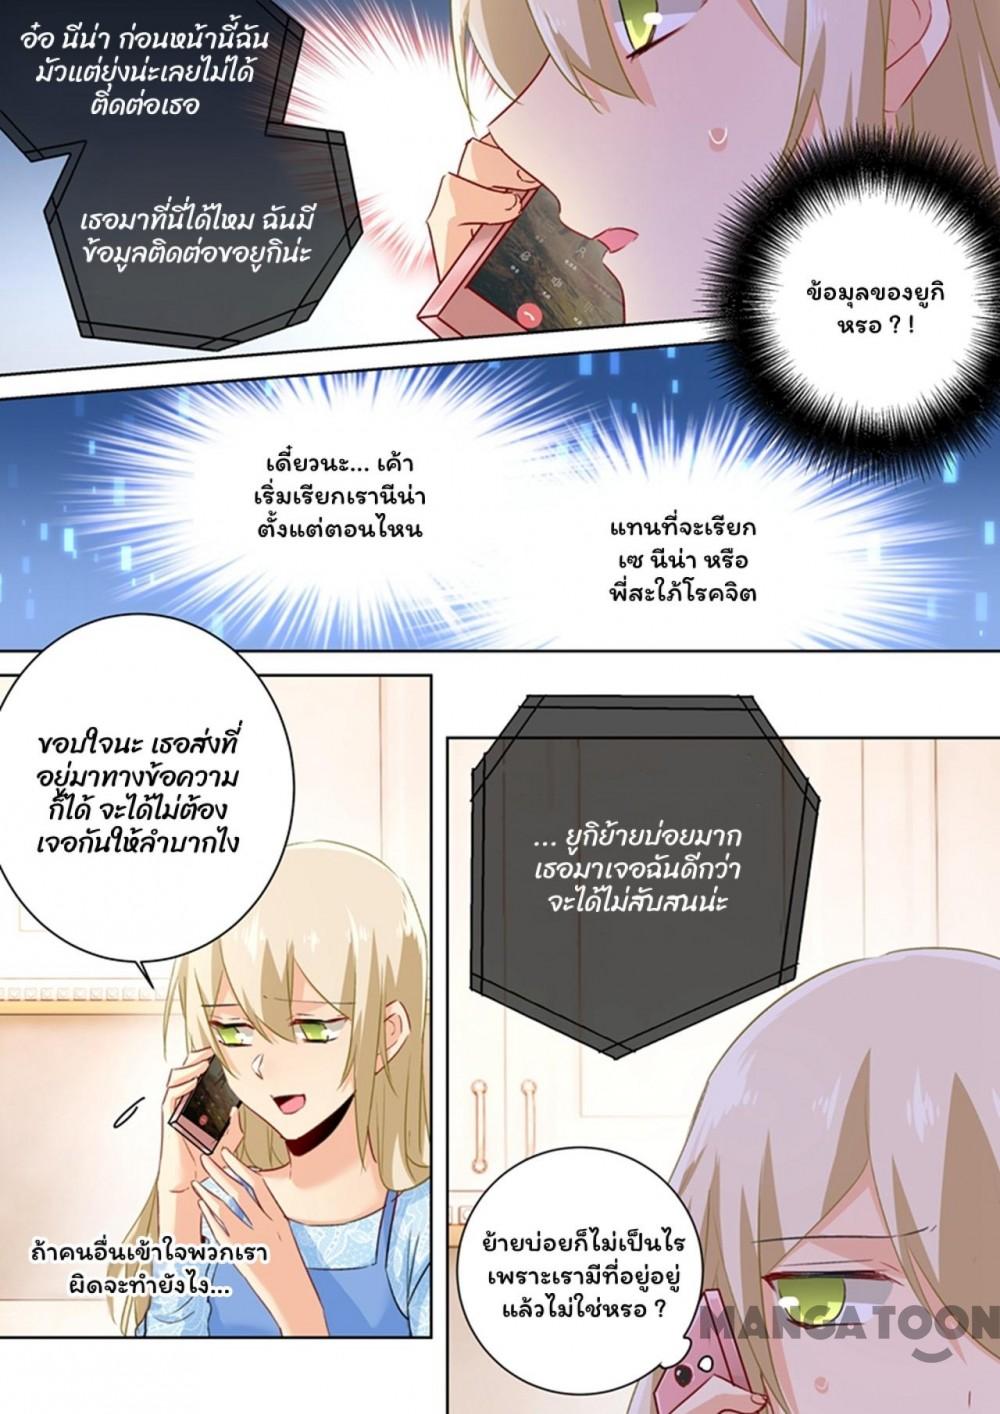 อ๋อ นีน่า ก่อนหน้านี้ฉัน
มัวแต่ยุ่งน่ะเลยไม่ได้
ติดต่อเธอ
เธอมาที่นี่ได้ไหม ฉันมี
ข้อมูลติดต่อขอยูกิน่ะ
ข้อมุลของยูกิ
หรอ ? !
เดี๋ยวนะ... เค้า
เริ่มเรียกเรานีน่า
ตั้งแต่ตอนไหน
แทนที่จะเรียก
เซ นีน่า หรือ
พี่สะใภ้โรคจิต
ขอบใจนะ เธอส่งที่
อยู่มาทางข้อความ
ก็ได้ จะได้ไม่ต้อง
เจอกันให้ลำบากไง
... ยูกิย้ายบ่อยมาก
เธอมาเจอฉันดีกว่า
จะได้ไม่สับสนน่ะ
ถ้าคนอื่นเข้าใจพวกเรา
ผิดจะทำยังไง...
ย้ายบ่อยก็ไม่เป็นไร
เพราะเรามีที่อยู่อยู่
แล้วไม่ใช่หรอ ?
MANGATOON